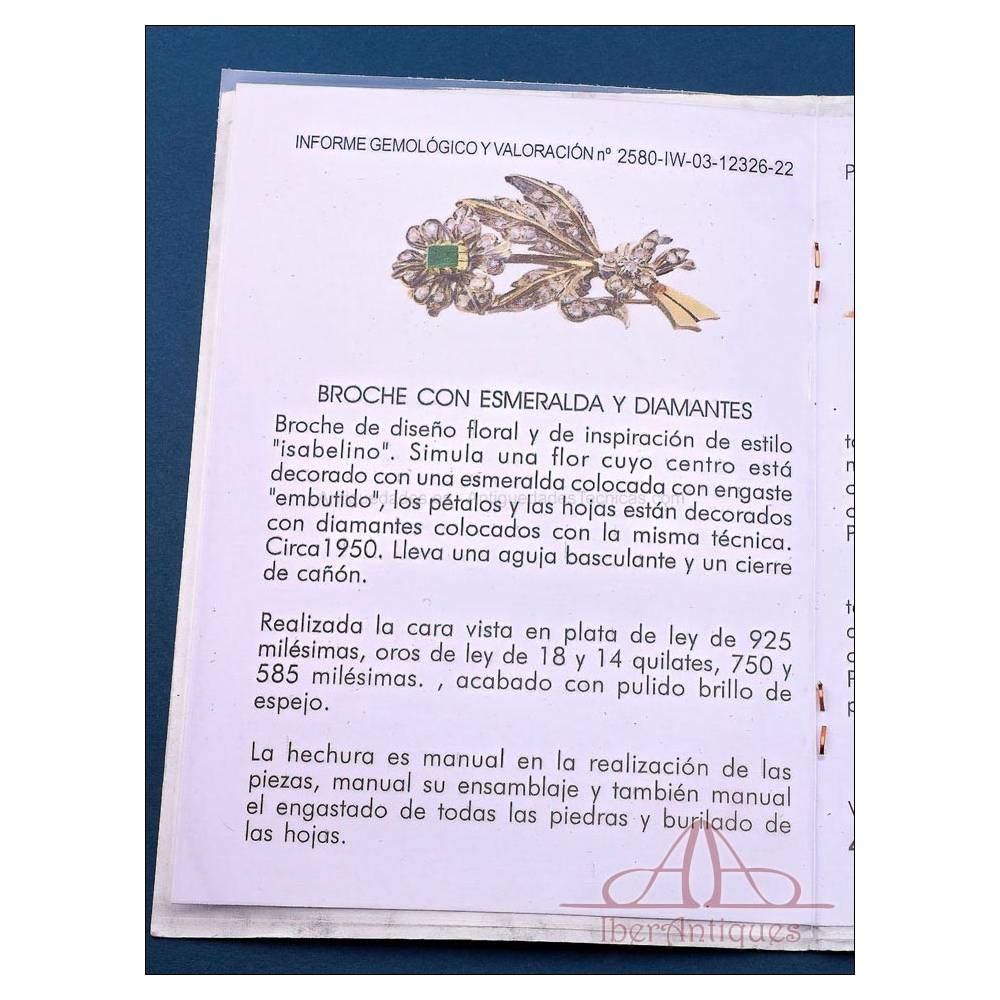 INFORME GEMOLÓGICO Y VALORACIÓN nº 2580-IW-03-12326-22
BROCHE CON ESMERALDA Y DIAMANTES
Broche de diseño floral y de inspiración de estilo
"isabelino". Simula una flor cuyo centro está
decorado con una esmeralda colocada con engaste
"embutido", los pétalos y las hojas están decorados
con diamantes colocados con la misma técnica.
Circa1950. Lleva una aguja basculante y un cierre
de cañón.
Realizada la cara vista en plata de ley de 925
milésimas, oros de ley de 18 y 14 quilates, 750 y
585 milésimas. , acabado con pulido brillo de
espejo.
La hechura es manual en la realización de las
piezas, manual su ensamblaje y también manual
el engastado de todas las piedras y burilado de
las hojas.
IberAntiques